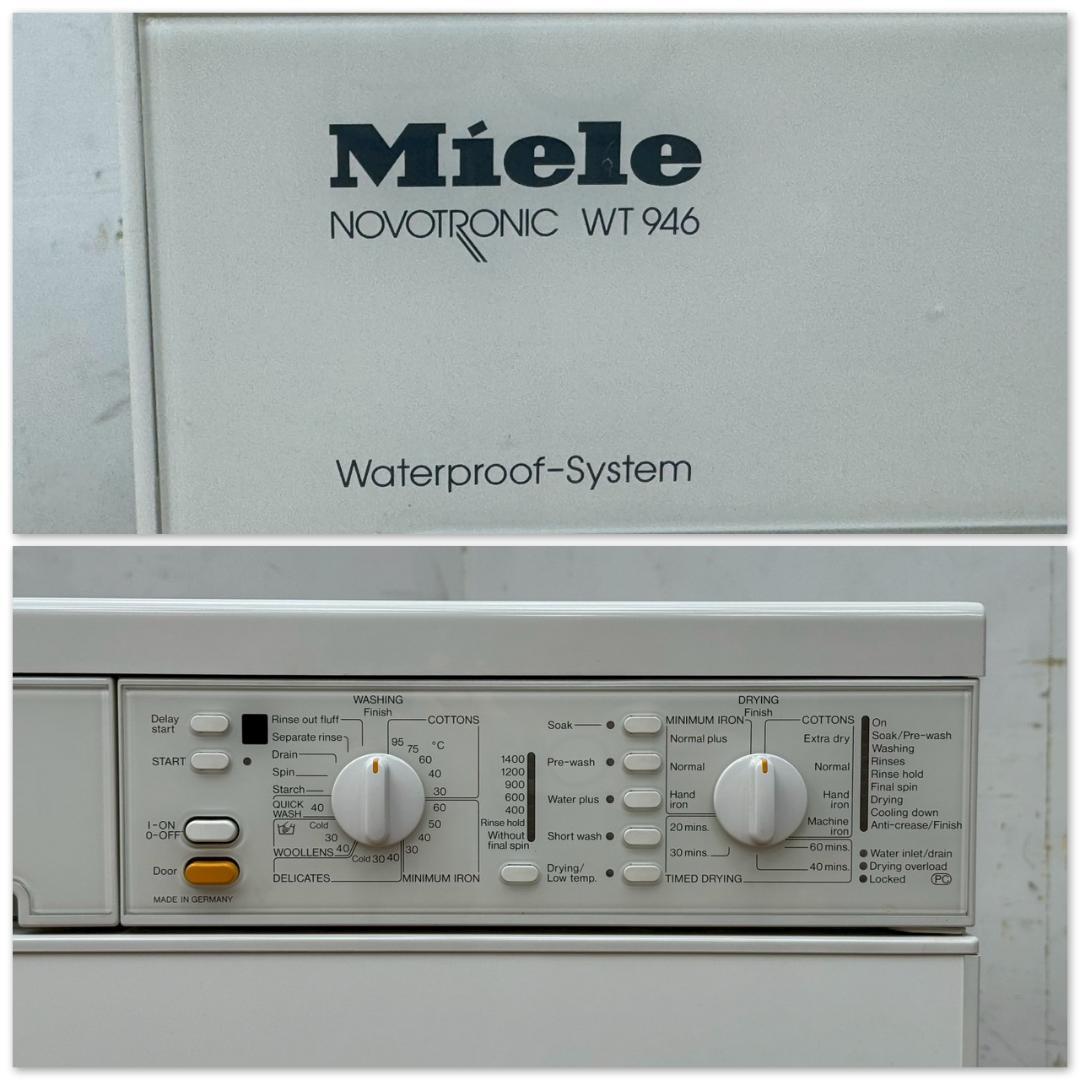 Miele
NOVOTRONIC WT 946
Waterproof-System
Delay
start
START
I-ON
0-OFF
Door
MADE IN GERMANY
WASHING
Finish
Rinse out fluff
Separate rinse
Drain
Spin
Starch
QUICK
WASH 40
Cold
30
40
WOOLLENS
DELICATES
Cold 30 40
COTTONS
95 75 °C
60
40
30
60
50
40
30
MINIMUM IRON
1400
1200
900
600
400
Rinse hold
Without
final spin
Soak
Pre-wash
Water plus
Short wash
Drying/
Low temp.
DRYING
Finish
MINIMUM IRON
Normal plus
Normal
Hand
iron
20 mins.
30 mins.
TIMED DRYING
COTTONS
Extra dry
Normal
Hand
iron
Machine
iron
60 mins.
40 mins.
On
Soak/Pre-wash
Washing
Rinses
Rinse hold
Final spin
Drying
Cooling down
Anti-crease/Finish
Water inlet/drain
Drying overload
Locked PC